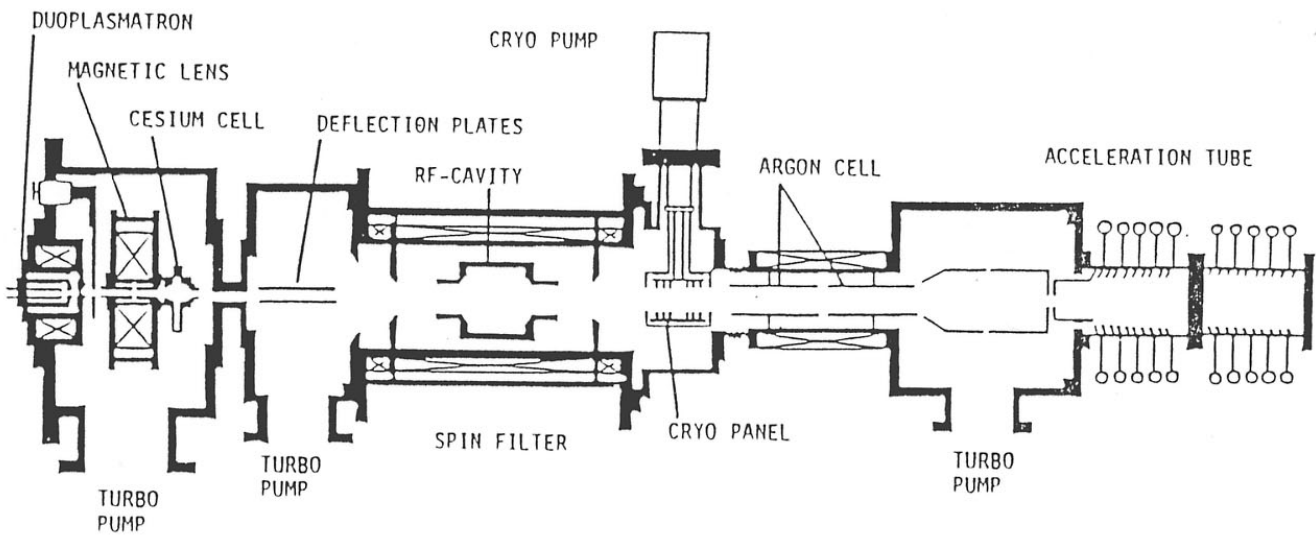 DUOPLASMATRON
MAGNETIC LENS
CESIUM CELL
DEFLECTION PLATES
RF-CAVITY
CRYO PUMP
ARGON CELL
ACCELERATION TUBE
SPIN FILTER
CRYO PANEL
TURBO
PUMP
TURBO
PUMP
TURBO
PUMP